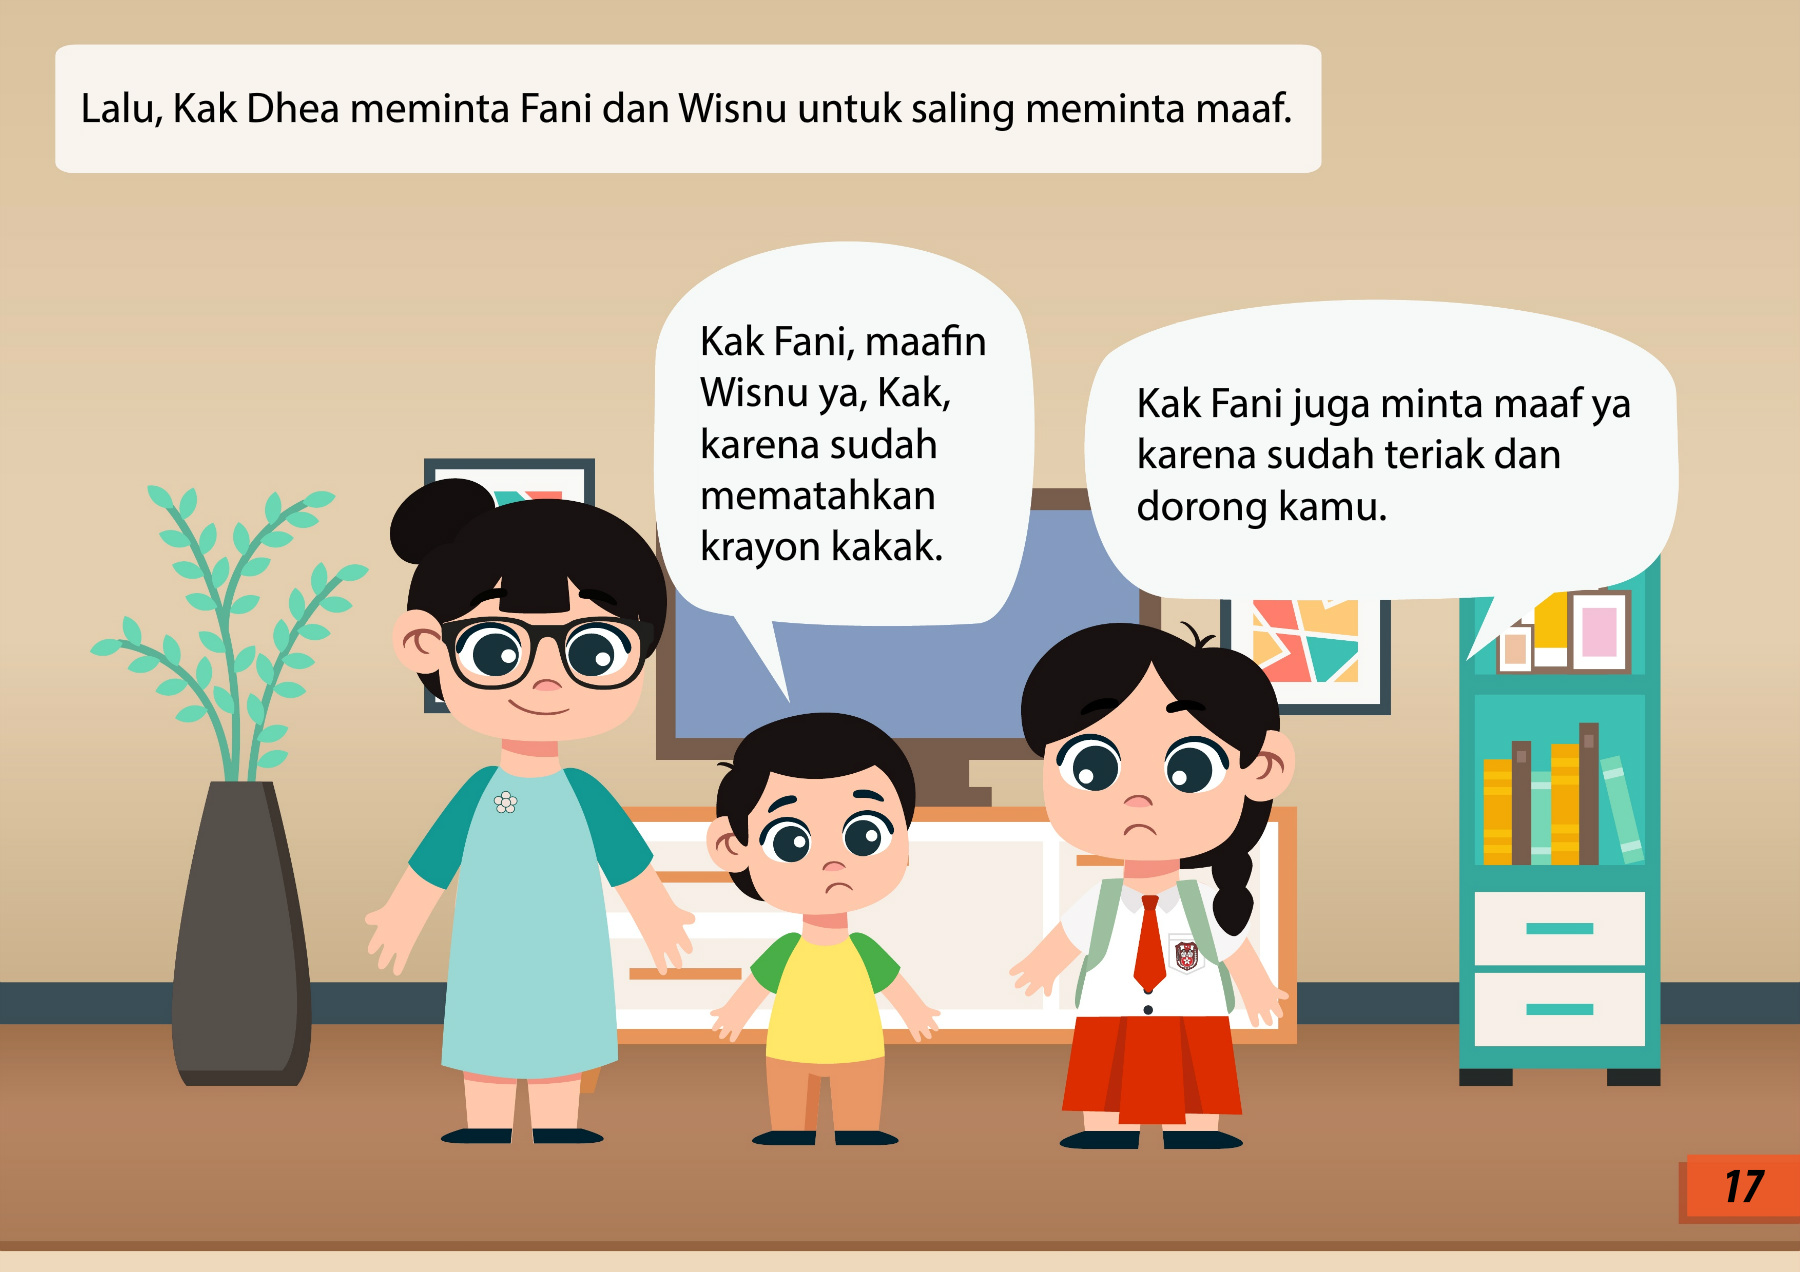 Lalu, Kak Dhea meminta Fani dan Wisnu untuk saling meminta maaf.
Kak Fani, maafin
Wisnu ya, Kak,
karena sudah
mematahkan
krayon kakak.
Kak Fani juga minta maaf ya
karena sudah teriak dan
dorong kamu.
17